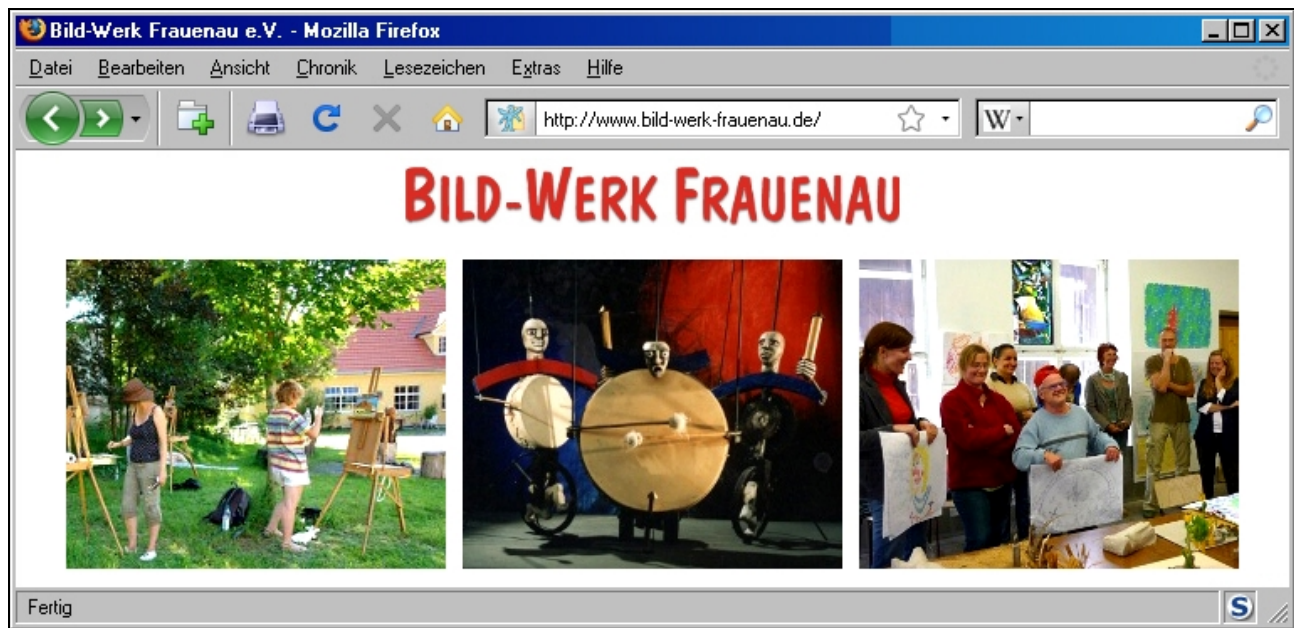 Bild-Werk Frauenau e.V. - Mozilla Firefox
Datei Bearbeiten Ansicht Chronik Lesezeichen Extras Hilfe
http://www.bild-werk-frauenau.de/ W
BILD-WERK FRAUENAU
Fertig S